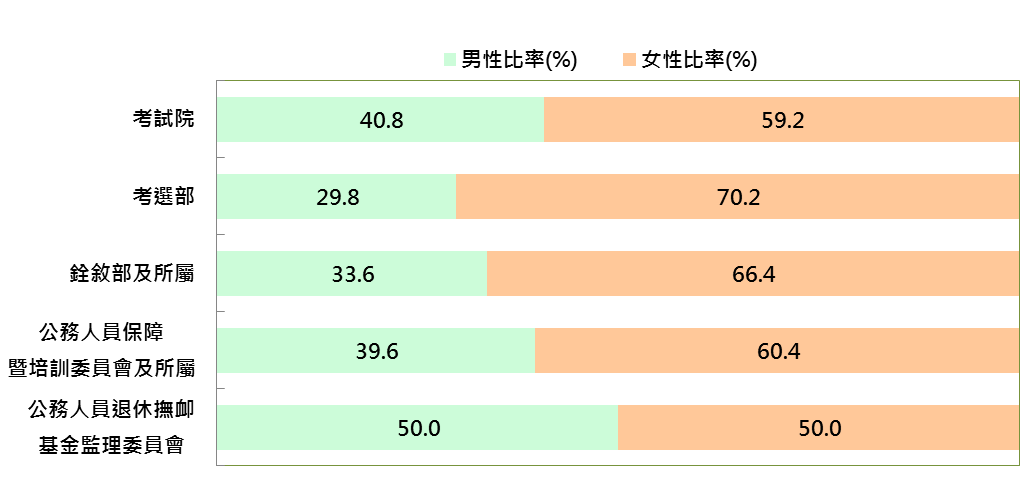 男性比率(%) 女性比率(%)
考試院 40.8 59.2
考選部 29.8 70.2
銓敘部及所屬 33.6 66.4
公務人員保障
暨培訓委員會及所屬 39.6 60.4
公務人員退休撫卹
基金監理委員會 50.0 50.0